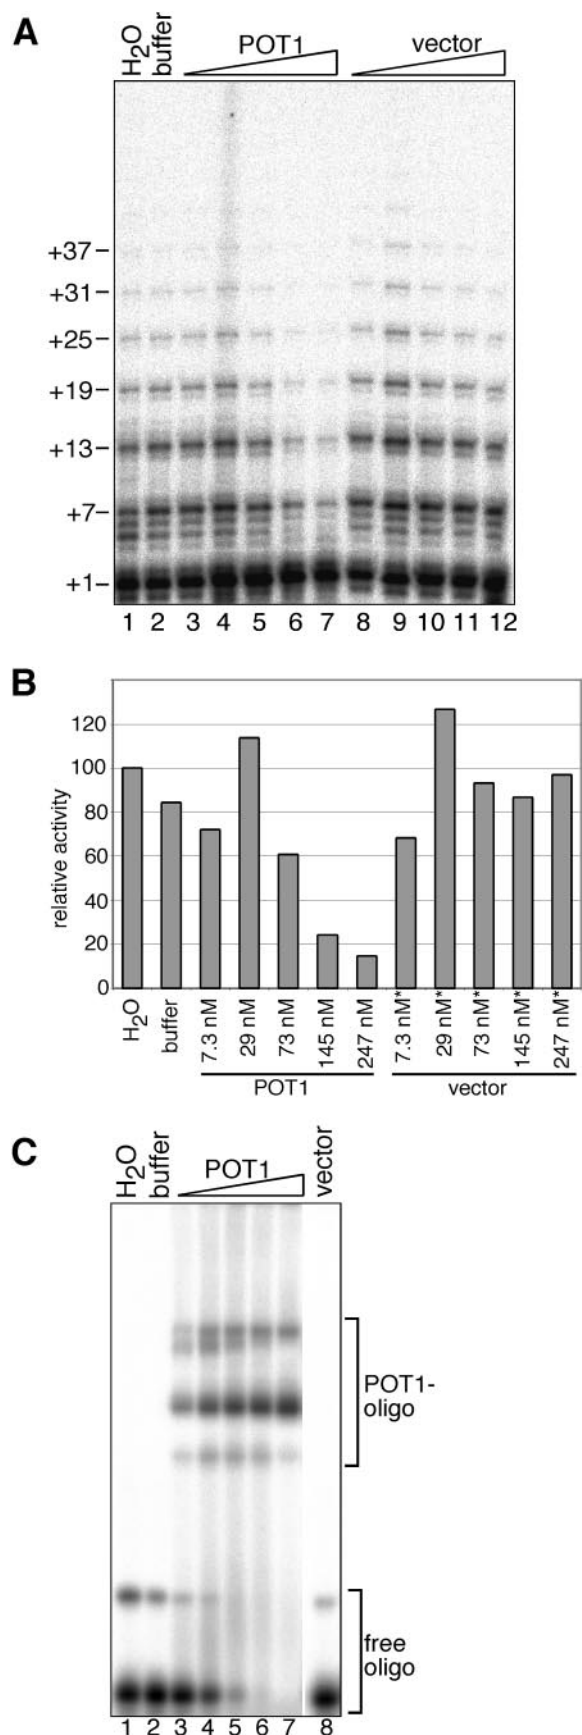 A
H2O
buffer
POT1
vector
+37
+31
+25
+19
+13
+7
+1
1 2 3 4 5 6 7 8 9 10 11 12
B
relative activity
120
100
80
60
40
20
0
H2O
buffer
7.3 nM
29 nM
73 nM
145 nM
247 nM
7.3 nM*
29 nM*
73 nM*
145 nM*
247 nM*
POT1
vector
C
H2O
buffer
POT1
vector
POT1-
oligo
free
oligo
1 2 3 4 5 6 7 8